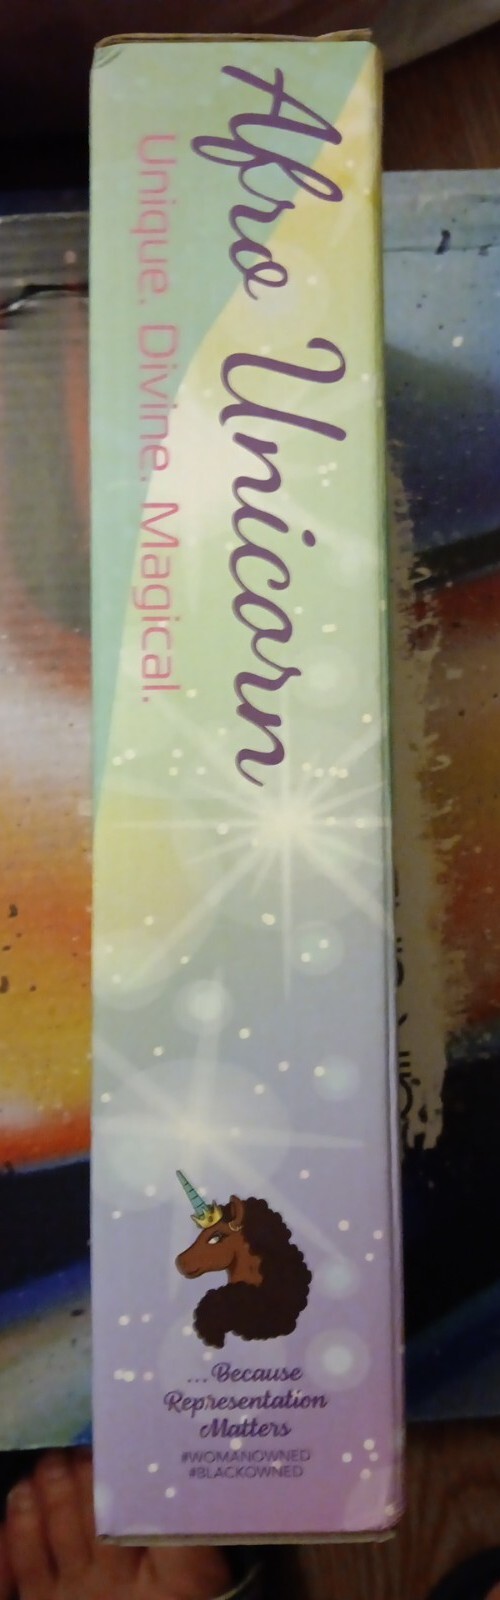 Afro Unicorn
Unique. Divine. Magical.
...Because
Representation
Matters
#WOMANOWNED
#BLACKOWNED